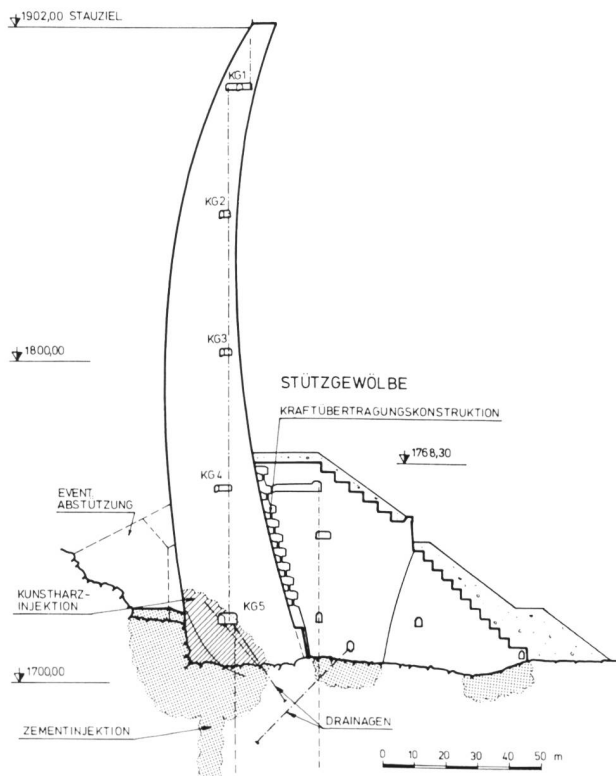 1902,00 STAUZIEL
KG1
KG2
KG3
1800,00
STÜTZGEWÖLBE
KRAFTÜBERTRAGUNGSKONSTRUKTION
1768,30
KG4
EVENT.
ABSTÜTZUNG
KUNSTHARZ-
INJEKTION
KG5
1700,00
DRAINAGEN
ZEMENTINJEKTION
0 10 20 30 40 50 m